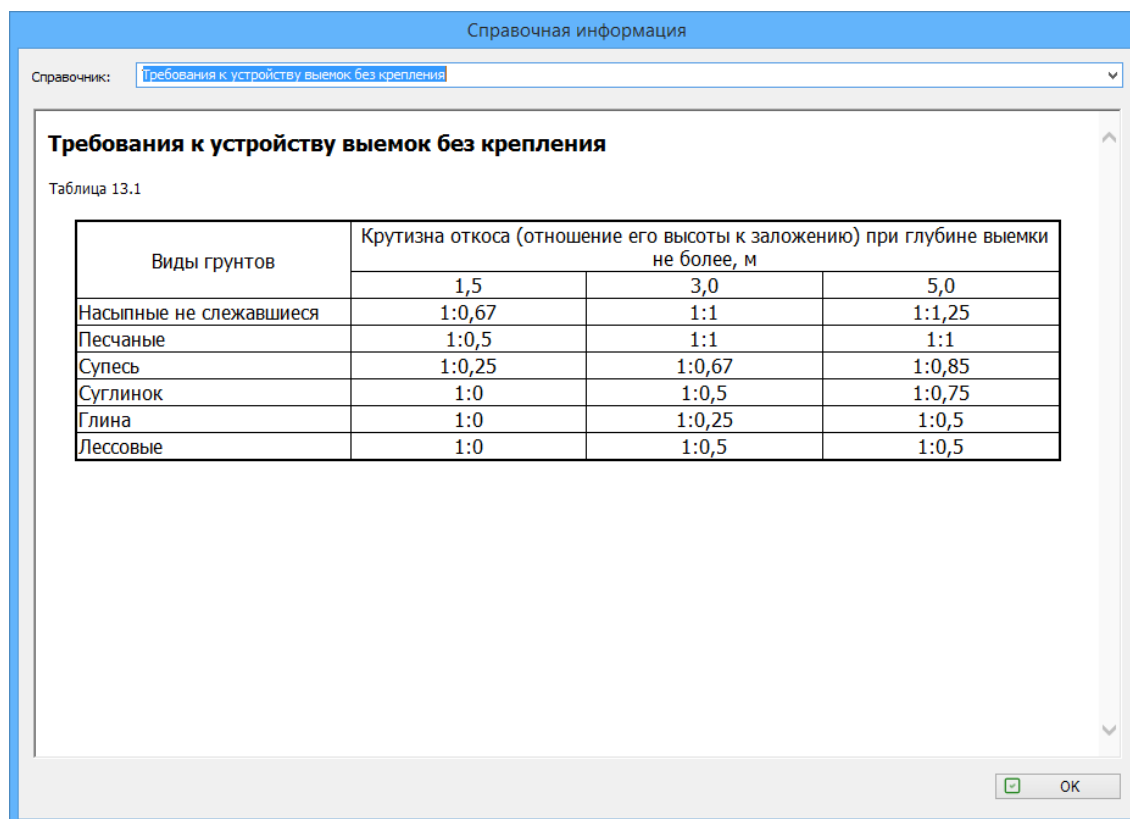 Справочная информация
Справочник: Требования к устройству выемок без крепления
Требования к устройству выемок без крепления
Таблица 13.1
Виды грунтов
Крутизна откоса (отношение его высоты к заложению) при глубине выемки
не более, м
1,5 3,0 5,0
Насыпные не слежавшиеся 1:0,67 1:1 1:1,25
Песчаные 1:0,5 1:1 1:1
Супесь 1:0,25 1:0,67 1:0,85
Суглинок 1:0 1:0,5 1:0,75
Глина 1:0 1:0,25 1:0,5
Лессовые 1:0 1:0,5 1:0,5
OK